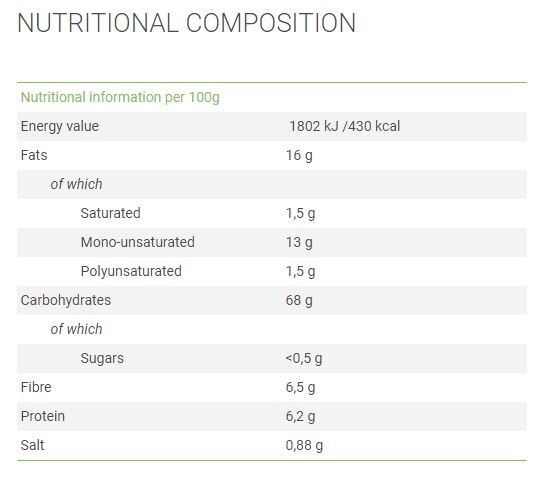 NUTRITIONAL COMPOSITION
Nutritional information per 100g
Energy value 1802 kJ /430 kcal
Fats 16 g
of which
Saturated 1,5 g
Mono-unsaturated 13 g
Polyunsaturated 1,5 g
Carbohydrates 68 g
of which
Sugars <0,5 g
Fibre 6,5 g
Protein 6,2 g
Salt 0,88 g